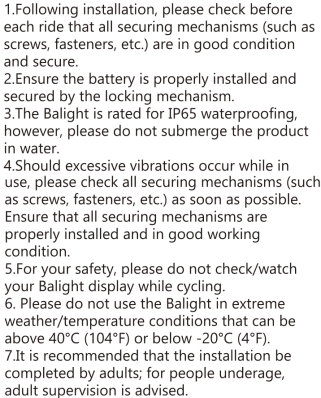 1.Following installation, please check before
each ride that all securing mechanisms (such as
screws, fasteners, etc.) are in good condition
and secure.
2.Ensure the battery is properly installed and
secured by the locking mechanism.
3.The Balight is rated for IP65 waterproofing,
however, please do not submerge the product
in water.
4.Should excessive vibrations occur while in
use, please check all securing mechanisms (such
as screws, fasteners, etc.) as soon as possible.
Ensure that all securing mechanisms are
properly installed and in good working
condition.
5.For your safety, please do not check/watch
your Balight display while cycling.
6. Please do not use the Balight in extreme
weather/temperature conditions that can be
above 40°C (104°F) or below -20°C (4°F).
7.It is recommended that the installation be
completed by adults; for people underage,
adult supervision is advised.